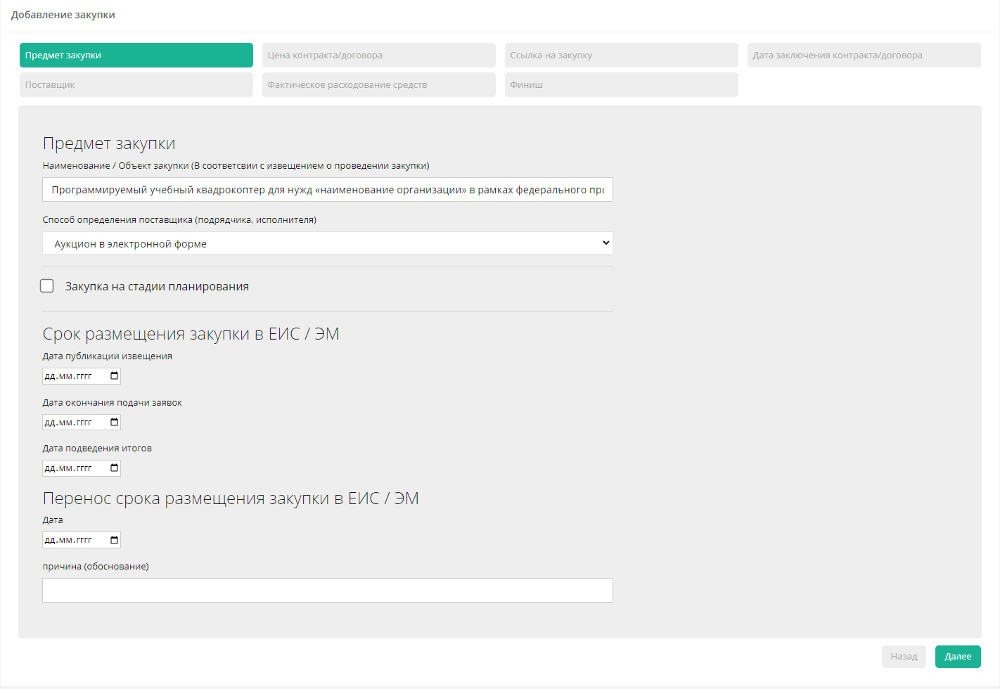 Добавление закупки
Предмет закупки
Цена контракта/договора
Ссылка на закупку
Дата заключения контракта/договора
Поставщик
Фактическое расходование средств
Финиш
Предмет закупки
Наименование / Объект закупки (В соответсвии с извещением о проведении закупки)
Программируемый учебный квадрокоптер для нужд «наименование организации» в рамках федерального
Способ определения поставщика (подрядчика, исполнителя)
Аукцион в электронной форме
Закупка на стадии планирования
Срок размещения закупки в ЕИС / ЭМ
Дата публикации извещения
дд.мм.гггг
Дата окончания подачи заявок
дд.мм.гггг
Дата подведения итогов
дд.мм.гггг
Перенос срока размещения закупки в ЕИС / ЭМ
Дата
дд.мм.гггг
причина (обоснование)
Назад
Далее